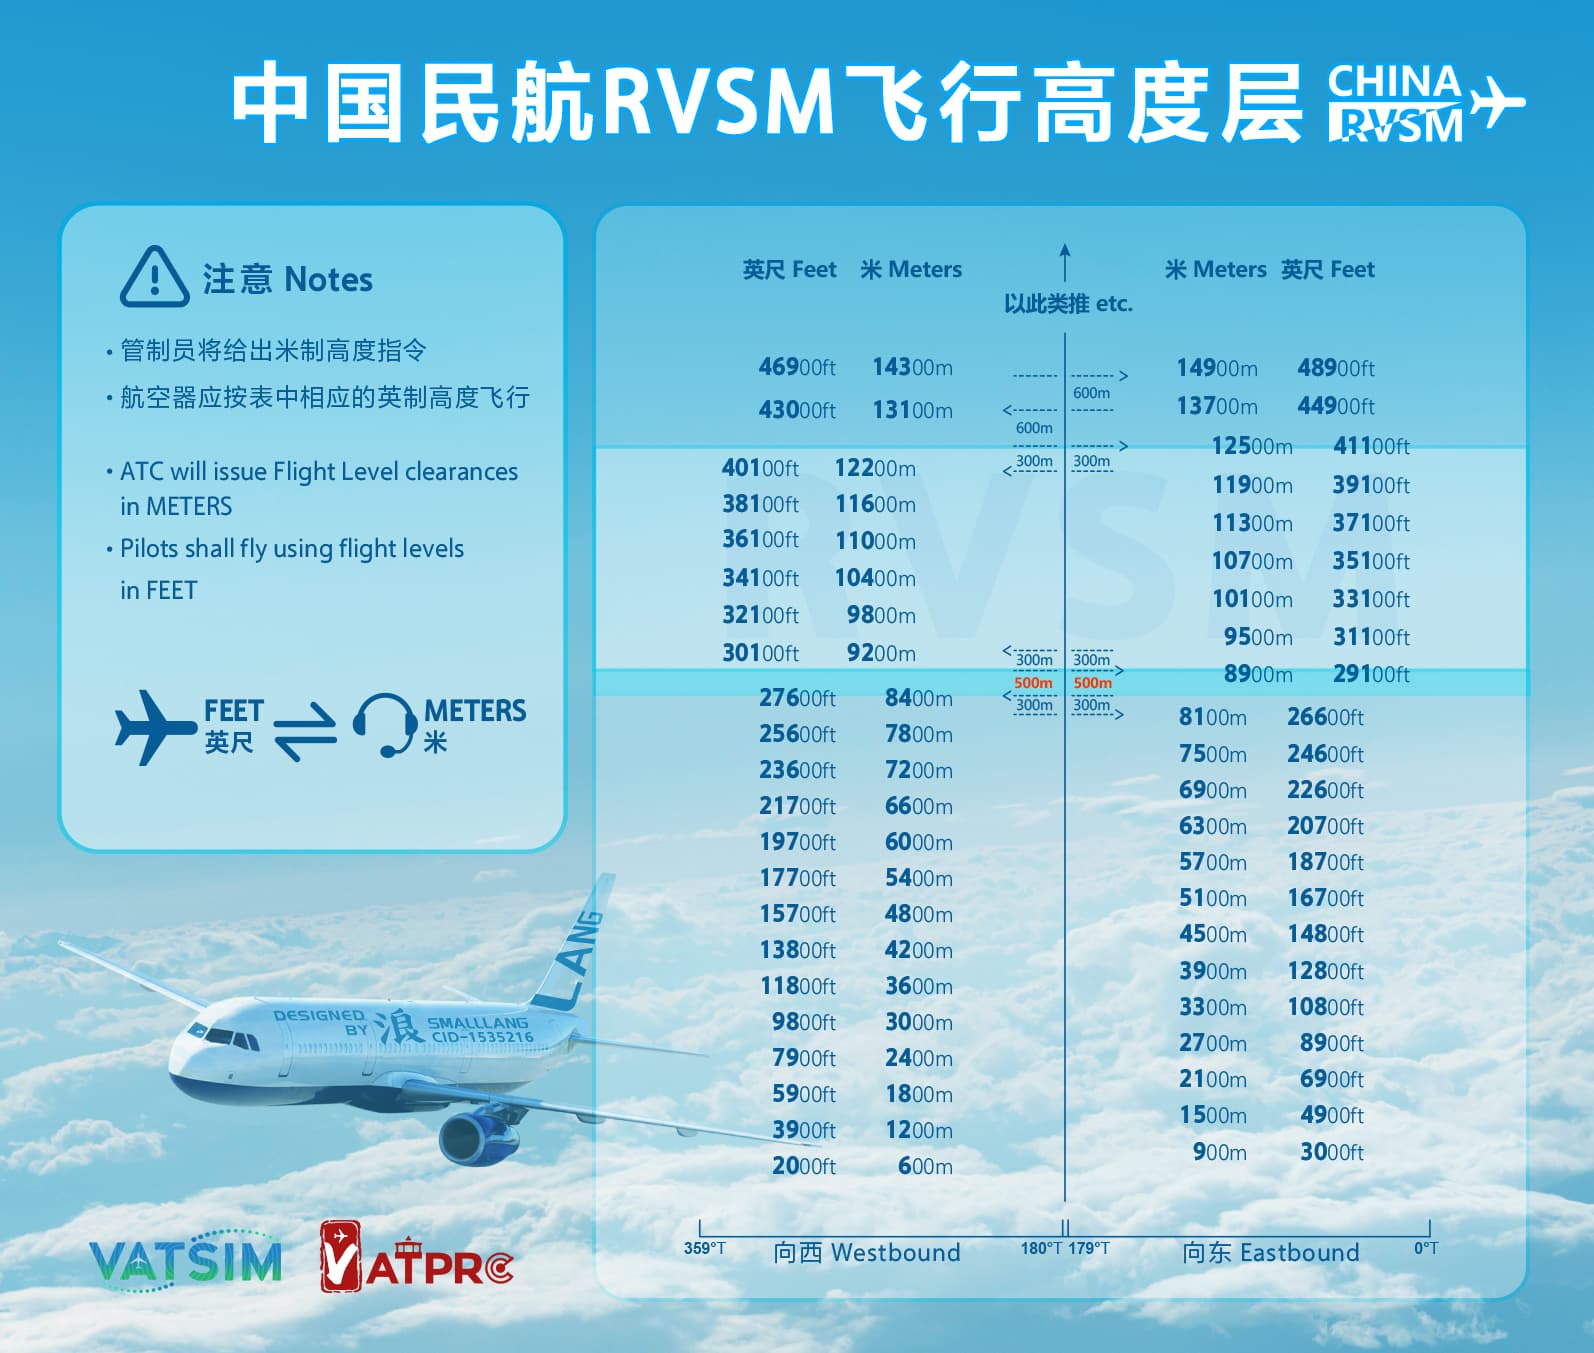 中国民航RVSM飞行高度层 CHINA
RVSM
注意 Notes
·管制员将给出米制高度指令
·航空器应按表中相应的英制高度飞行
·ATC will issue Flight Level clearances
in METERS
·Pilots shall fly using flight levels
in FEET
FEET
英尺
METERS
米
英尺 Feet 米 Meters
米 Meters 英尺 Feet
以此类推 etc.
46900ft 14300m
43000ft 13100m
40100ft 12200m
38100ft 11600m
36100ft 11000m
34100ft 10400m
32100ft 9800m
30100ft 9200m
27600ft 8400m
25600ft 7800m
23600ft 7200m
21700ft 6600m
19700ft 6000m
17700ft 5400m
15700ft 4800m
13800ft 4200m
11800ft 3600m
9800ft 3000m
7900ft 2400m
5900ft 1800m
3900ft 1200m
2000ft 600m
600m
600m
300m 300m
300m 300m
500m 500m
300m 300m
14900m 48900ft
13700m 44900ft
12500m 41100ft
11900m 39100ft
11300m 37100ft
10700m 35100ft
10100m 33100ft
9500m 31100ft
8900m 29100ft
8100m 26600ft
7500m 24600ft
6900m 22600ft
6300m 20700ft
5700m 18700ft
5100m 16700ft
4500m 14800ft
3900m 12800ft
3300m 10800ft
2700m 8900ft
2100m 6900ft
1500m 4900ft
900m 3000ft
RVSM
359°T 向西 Westbound 180°T 179°T 向东 Eastbound 0°T
LANG
DESIGNED
BY
浪
SMALLLANG
CID-1535216
VATSIM
VATPRC